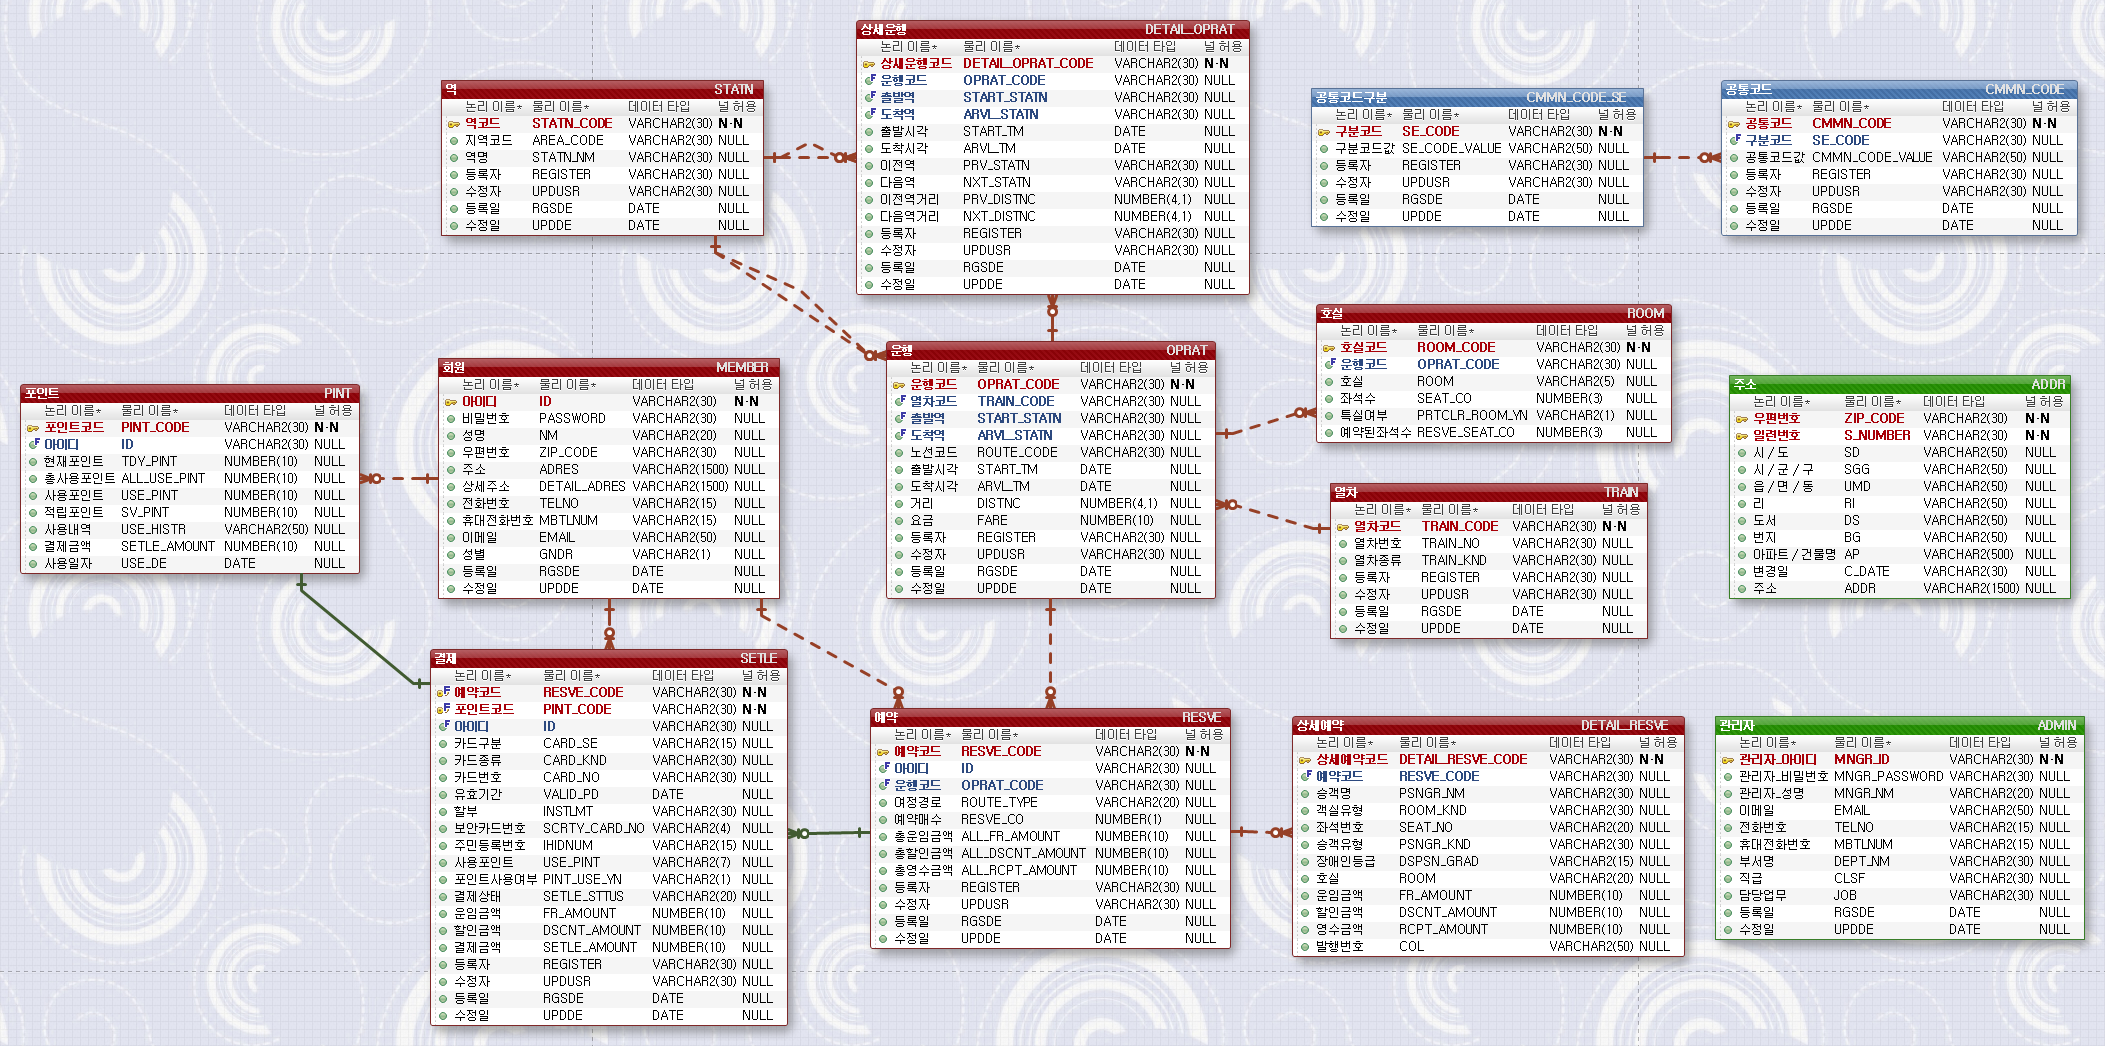 상세운행 DETAIL_OPRAT
논리 이름* 물리 이름* 데이터 타입 널 허용
상세운행코드 DETAIL_OPRAT_CODE VARCHAR2(30) N·N
운행코드 OPRAT_CODE VARCHAR2(30) NULL
출발역 START_STATN VARCHAR2(30) NULL
도착역 ARVL_STATN VARCHAR2(30) NULL
출발시각 START_TM DATE NULL
도착시각 ARVL_TM DATE NULL
이전역 PRV_STATN VARCHAR2(30) NULL
다음역 NXT_STATN VARCHAR2(30) NULL
이전역거리 PRV_DISTNC NUMBER(4,1) NULL
다음역거리 NXT_DISTNC NUMBER(4,1) NULL
등록자 REGISTER VARCHAR2(30) NULL
수정자 UPDUSR VARCHAR2(30) NULL
등록일 RGSDE DATE NULL
수정일 UPDDE DATE NULL
역 STATN
논리 이름* 물리 이름* 데이터 타입 널 허용
역코드 STATN_CODE VARCHAR2(30) N·N
지역코드 AREA_CODE VARCHAR2(30) NULL
역명 STATN_NM VARCHAR2(30) NULL
등록자 REGISTER VARCHAR2(30) NULL
수정자 UPDUSR VARCHAR2(30) NULL
등록일 RGSDE DATE NULL
수정일 UPDDE DATE NULL
공통코드구분 CMMN_CODE_SE
논리 이름* 물리 이름* 데이터 타입 널 허용
구분코드 SE_CODE VARCHAR2(30) N·N
구분코드값 SE_CODE_VALUE VARCHAR2(50) NULL
등록자 REGISTER VARCHAR2(30) NULL
수정자 UPDUSR VARCHAR2(30) NULL
등록일 RGSDE DATE NULL
수정일 UPDDE DATE NULL
공통코드 CMMN_CODE
논리 이름* 물리 이름* 데이터 타입 널 허용
공통코드 CMMN_CODE VARCHAR2(30) N·N
구분코드 SE_CODE VARCHAR2(30) NULL
공통코드값 CMMN_CODE_VALUE VARCHAR2(50) NULL
등록자 REGISTER VARCHAR2(30) NULL
수정자 UPDUSR VARCHAR2(30) NULL
등록일 RGSDE DATE NULL
수정일 UPDDE DATE NULL
포인트 PINT
논리 이름* 물리 이름* 데이터 타입 널 허용
포인트코드 PINT_CODE VARCHAR2(30) N·N
아이디 ID VARCHAR2(30) NULL
현재포인트 TDY_PINT NUMBER(10) NULL
총사용포인트 ALL_USE_PINT NUMBER(10) NULL
사용포인트 USE_PINT NUMBER(10) NULL
적립포인트 SV_PINT NUMBER(10) NULL
사용내역 USE_HISTR VARCHAR2(50) NULL
결제금액 SETLE_AMOUNT NUMBER(10) NULL
사용일자 USE_DE DATE NULL
회원 MEMBER
논리 이름* 물리 이름* 데이터 타입 널 허용
아이디 ID VARCHAR2(30) N·N
비밀번호 PASSWORD VARCHAR2(30) NULL
성명 NM VARCHAR2(20) NULL
우편번호 ZIP_CODE VARCHAR2(30) NULL
주소 ADRES VARCHAR2(1500) NULL
상세주소 DETAIL_ADRES VARCHAR2(1500) NULL
전화번호 TELNO VARCHAR2(15) NULL
휴대전화번호 MBTLNUM VARCHAR2(15) NULL
이메일 EMAIL VARCHAR2(50) NULL
성별 GNDR VARCHAR2(1) NULL
등록일 RGSDE DATE NULL
수정일 UPDDE DATE NULL
운행 OPRAT
논리 이름* 물리 이름* 데이터 타입 널 허용
운행코드 OPRAT_CODE VARCHAR2(30) N·N
열차코드 TRAIN_CODE VARCHAR2(30) NULL
출발역 START_STATN VARCHAR2(30) NULL
도착역 ARVL_STATN VARCHAR2(30) NULL
노선코드 ROUTE_CODE VARCHAR2(30) NULL
출발시각 START_TM DATE NULL
도착시각 ARVL_TM DATE NULL
거리 DISTNC NUMBER(4,1) NULL
요금 FARE NUMBER(10) NULL
등록자 REGISTER VARCHAR2(30) NULL
수정자 UPDUSR VARCHAR2(30) NULL
등록일 RGSDE DATE NULL
수정일 UPDDE DATE NULL
호실 ROOM
논리 이름* 물리 이름* 데이터 타입 널 허용
호실코드 ROOM_CODE VARCHAR2(30) N·N
운행코드 OPRAT_CODE VARCHAR2(30) NULL
호실 ROOM VARCHAR2(5) NULL
좌석수 SEAT_CO NUMBER(3) NULL
특실여부 PRTCLR_ROOM_YN VARCHAR2(1) NULL
예약된좌석수 RESVE_SEAT_CO NUMBER(3) NULL
열차 TRAIN
논리 이름* 물리 이름* 데이터 타입 널 허용
열차코드 TRAIN_CODE VARCHAR2(30) N·N
열차번호 TRAIN_NO VARCHAR2(30) NULL
열차종류 TRAIN_KND VARCHAR2(30) NULL
등록자 REGISTER VARCHAR2(30) NULL
수정자 UPDUSR VARCHAR2(30) NULL
등록일 RGSDE DATE NULL
수정일 UPDDE DATE NULL
주소 ADDR
논리 이름* 물리 이름* 데이터 타입 널 허용
우편번호 ZIP_CODE VARCHAR2(30) N·N
일련번호 S_NUMBER VARCHAR2(30) N·N
시/도 SD VARCHAR2(50) NULL
시/군/구 SGG VARCHAR2(50) NULL
읍/면/동 UMD VARCHAR2(50) NULL
리 RI VARCHAR2(50) NULL
도서 DS VARCHAR2(50) NULL
번지 BG VARCHAR2(50) NULL
아파트/건물명 AP VARCHAR2(500) NULL
변경일 C_DATE VARCHAR2(30) NULL
주소 ADDR VARCHAR2(1500) NULL
결제 SETLE
논리 이름* 물리 이름* 데이터 타입 널 허용
예약코드 RESVE_CODE VARCHAR2(30) N·N
포인트코드 PINT_CODE VARCHAR2(30) N·N
아이디 ID VARCHAR2(30) NULL
카드구분 CARD_SE VARCHAR2(15) NULL
카드종류 CARD_KND VARCHAR2(30) NULL
카드번호 CARD_NO VARCHAR2(30) NULL
유효기간 VALID_PD DATE NULL
할부 INSTLMT VARCHAR2(30) NULL
보안카드번호 SCRTY_CARD_NO VARCHAR2(4) NULL
주민등록번호 IHIDNUM VARCHAR2(15) NULL
사용포인트 USE_PINT VARCHAR2(7) NULL
포인트사용여부 PINT_USE_YN VARCHAR2(1) NULL
결제상태 SETLE_STTUS VARCHAR2(20) NULL
운임금액 FR_AMOUNT NUMBER(10) NULL
할인금액 DSCNT_AMOUNT NUMBER(10) NULL
결제금액 SETLE_AMOUNT NUMBER(10) NULL
등록자 REGISTER VARCHAR2(30) NULL
수정자 UPDUSR VARCHAR2(30) NULL
등록일 RGSDE DATE NULL
수정일 UPDDE DATE NULL
예약 RESVE
논리 이름* 물리 이름* 데이터 타입 널 허용
예약코드 RESVE_CODE VARCHAR2(30) N·N
아이디 ID VARCHAR2(30) NULL
운행코드 OPRAT_CODE VARCHAR2(30) NULL
여정경로 ROUTE_TYPE VARCHAR2(20) NULL
예약매수 RESVE_CO NUMBER(1) NULL
총운임금액 ALL_FR_AMOUNT NUMBER(10) NULL
총할인금액 ALL_DSCNT_AMOUNT NUMBER(10) NULL
총영수금액 ALL_RCPT_AMOUNT NUMBER(10) NULL
등록자 REGISTER VARCHAR2(30) NULL
수정자 UPDUSR VARCHAR2(30) NULL
등록일 RGSDE DATE NULL
수정일 UPDDE DATE NULL
상세예약 DETAIL_RESVE
논리 이름* 물리 이름* 데이터 타입 널 허용
상세예약코드 DETAIL_RESVE_CODE VARCHAR2(30) N·N
예약코드 RESVE_CODE VARCHAR2(30) NULL
승객명 PSNGR_NM VARCHAR2(30) NULL
객실유형 ROOM_KND VARCHAR2(30) NULL
좌석번호 SEAT_NO VARCHAR2(20) NULL
승객유형 PSNGR_KND VARCHAR2(30) NULL
장애인등급 DSPSN_GRAD VARCHAR2(15) NULL
호실 ROOM VARCHAR2(20) NULL
운임금액 FR_AMOUNT NUMBER(10) NULL
할인금액 DSCNT_AMOUNT NUMBER(10) NULL
영수금액 RCPT_AMOUNT NUMBER(10) NULL
발행번호 COL VARCHAR2(50) NULL
관리자 ADMIN
논리 이름* 물리 이름* 데이터 타입 널 허용
관리자_아이디 MNGR_ID VARCHAR2(30) N·N
관리자_비밀번호 MNGR_PASSWORD VARCHAR2(30) NULL
관리자_성명 MNGR_NM VARCHAR2(20) NULL
이메일 EMAIL VARCHAR2(50) NULL
전화번호 TELNO VARCHAR2(15) NULL
휴대전화번호 MBTLNUM VARCHAR2(15) NULL
부서명 DEPT_NM VARCHAR2(30) NULL
직급 CLSF VARCHAR2(30) NULL
담당업무 JOB VARCHAR2(30) NULL
등록일 RGSDE DATE NULL
수정일 UPDDE DATE NULL